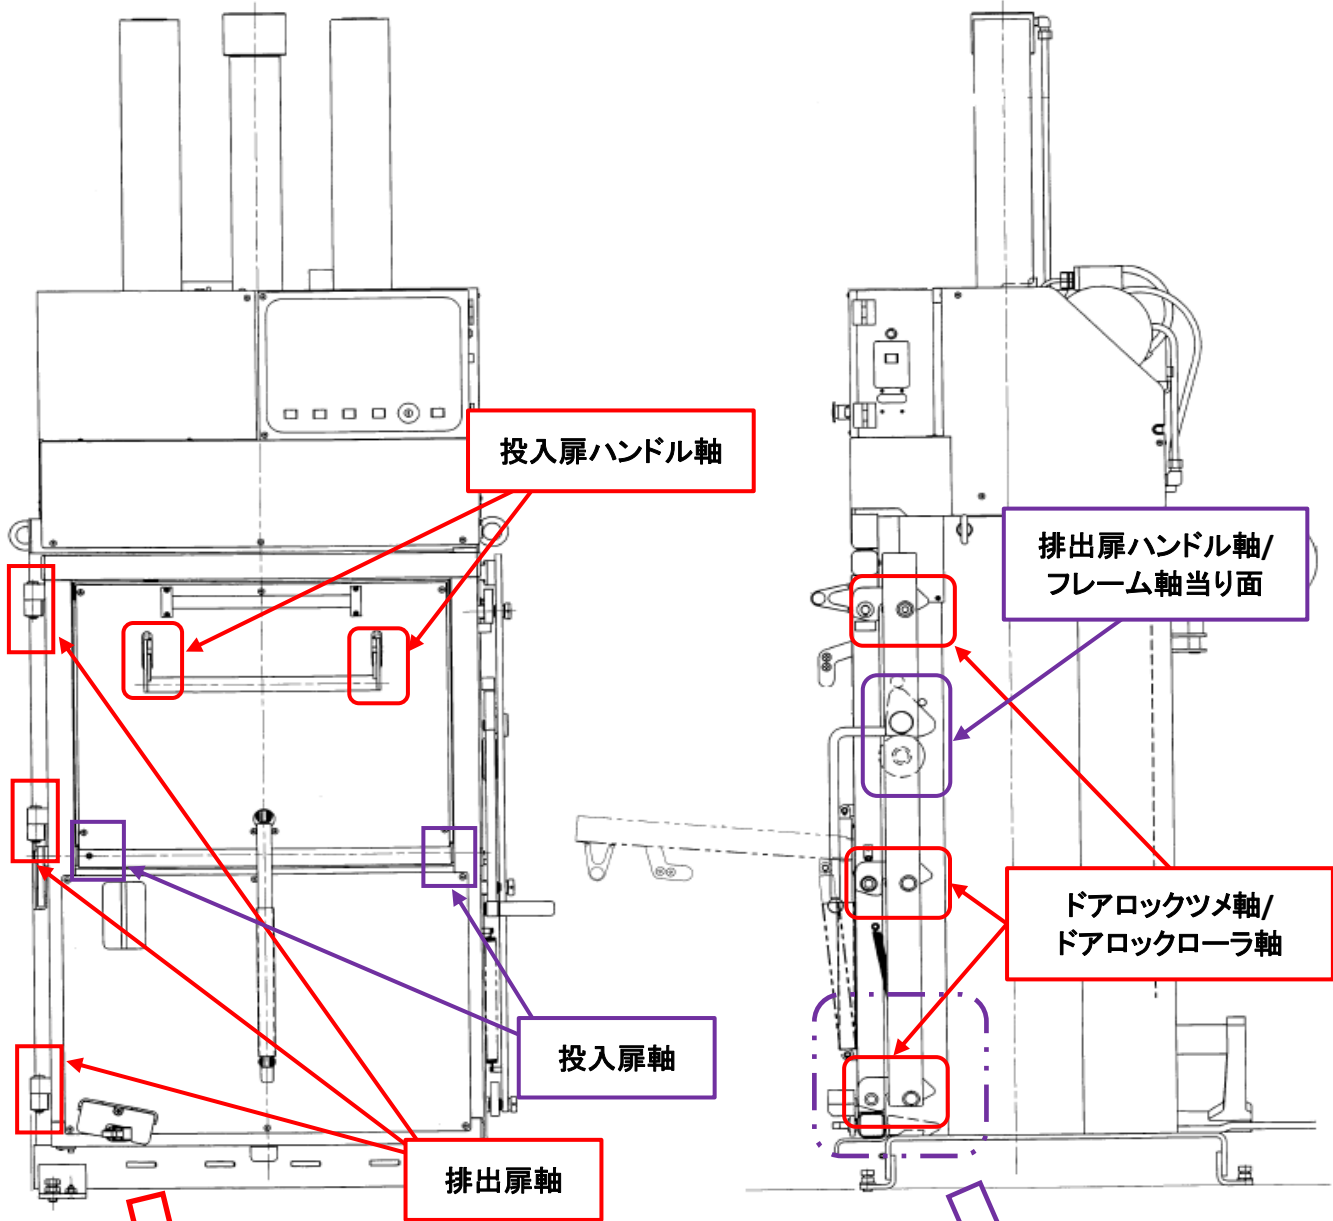 投入扉ハンドル軸
排出扉ハンドル軸/
フレーム軸当り面
ドアロックツメ軸/
ドアロックローラ軸
投入扉軸
排出扉軸